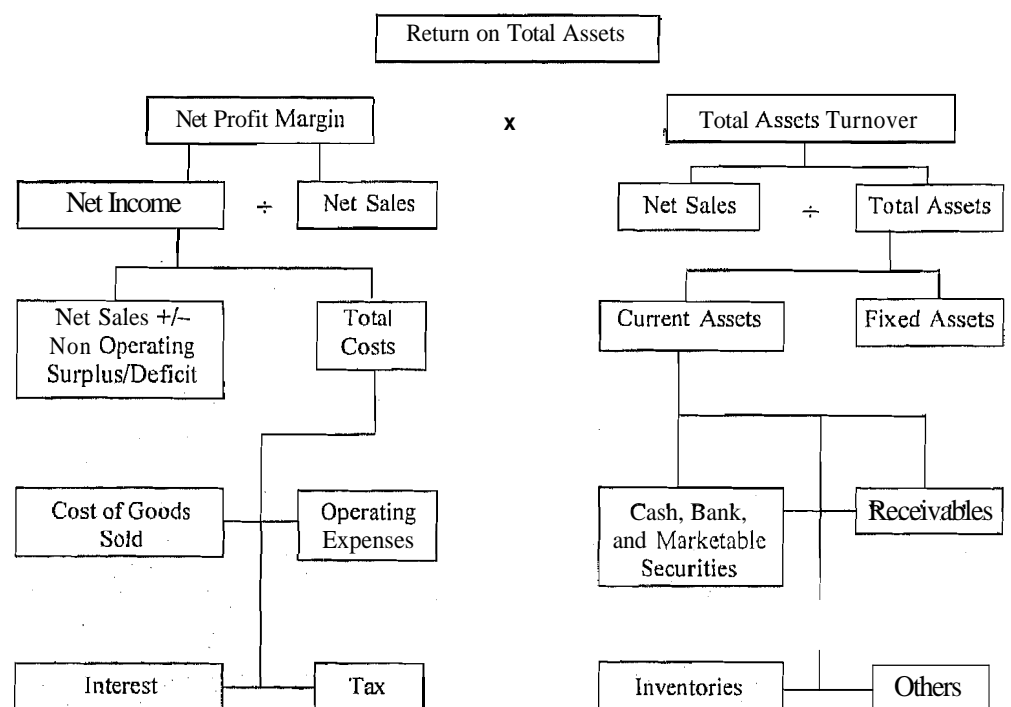 Return on Total Assets
Net Profit Margin x Total Assets Turnover
Net Income ÷ Net Sales Net Sales ÷ Total Assets
Net Sales +/–
Non Operating
Surplus/Deficit
Total
Costs
Current Assets
Fixed Assets
Cost of Goods
Sold
Operating
Expenses
Cash, Bank,
and Marketable
Securities
Receivables
Interest
Tax
Inventories
Others